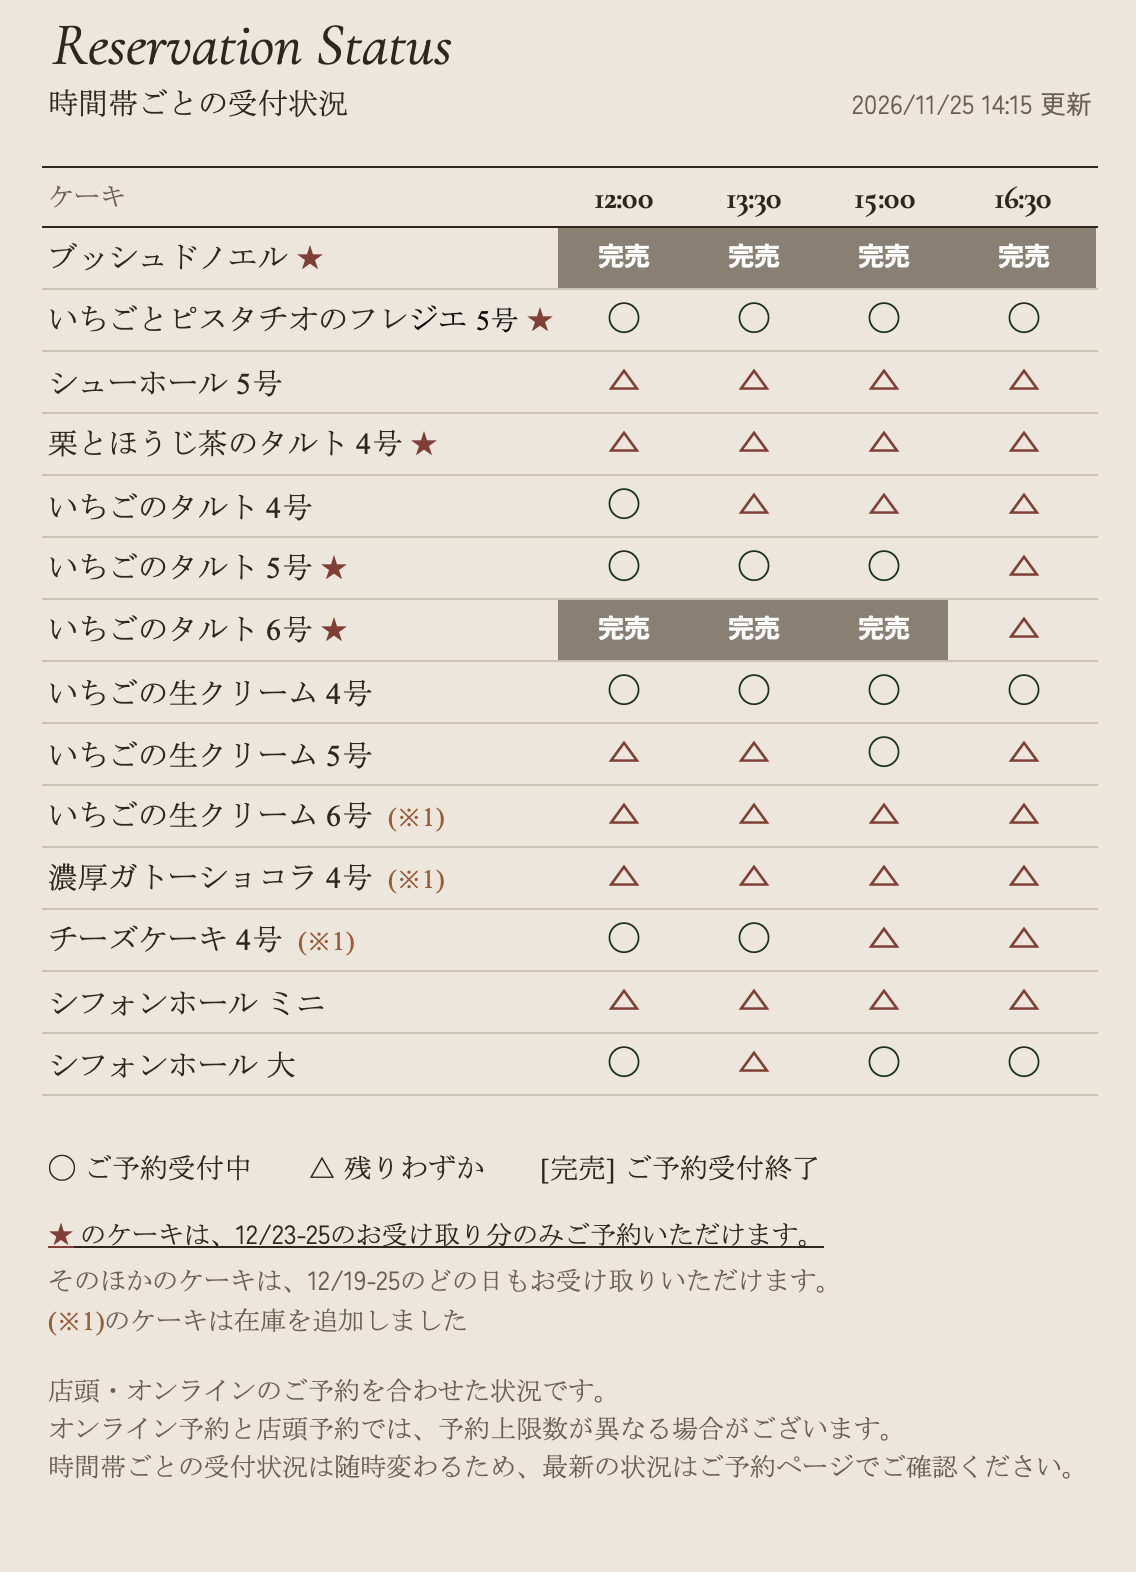 Reservation Status
時間帯ごとの受付状況
2026/11/25 14:15 更新
ケーキ 12:00 13:30 15:00 16:30
ブッシュドノエル ★ 完売 完売 完売 完売
いちごとピスタチオのフレジエ 5号 ★ ◯ ◯ ◯ ◯
シューホール 5号 △ △ △ △
栗とほうじ茶のタルト 4号 ★ △ △ △ △
いちごのタルト 4号 ◯ △ △ △
いちごのタルト 5号 ★ ◯ ◯ ◯ △
いちごのタルト 6号 ★ 完売 完売 完売 △
いちごの生クリーム 4号 ◯ ◯ ◯ ◯
いちごの生クリーム 5号 △ △ ◯ △
いちごの生クリーム 6号 (※1) △ △ △ △
濃厚ガトーショコラ 4号 (※1) △ △ △ △
チーズケーキ 4号 (※1) ◯ ◯ △ △
シフォンホール ミニ △ △ △ △
シフォンホール 大 ◯ △ ◯ ◯
◯ ご予約受付中 △ 残りわずか [完売] ご予約受付終了
★ のケーキは、12/23-25のお受け取り分のみご予約いただけます。
そのほかのケーキは、12/19-25のどの日もお受け取りいただけます。
(※1)のケーキは在庫を追加しました
店頭・オンラインのご予約を合わせた状況です。
オンライン予約と店頭予約では、予約上限数が異なる場合がございます。
時間帯ごとの受付状況は随時変わるため、最新の状況はご予約ページでご確認ください。